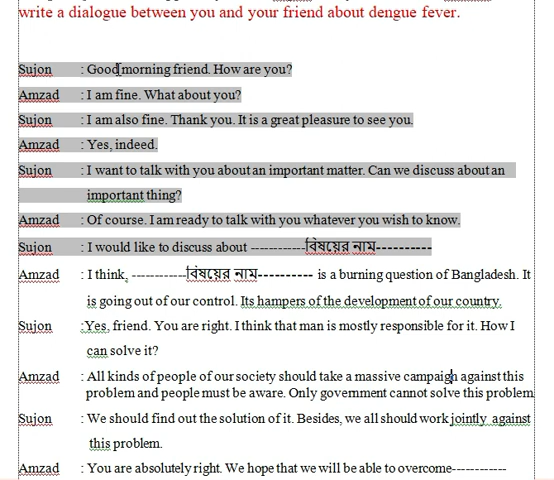 write a dialogue between you and your friend about dengue fever.
Sujon : Good morning friend. How are you?
Amzad : I am fine. What about you?
Sujon : I am also fine. Thank you. It is a great pleasure to see you.
Amzad : Yes, indeed.
Sujon : I want to talk with you about an important matter. Can we discuss about an
important thing?
Amzad : Of course. I am ready to talk with you whatever you wish to know.
Sujon : I would like to discuss about -----------বিষয়ের নাম----------
Amzad : I think, -----------বিষয়ের নাম---------- is a burning question of Bangladesh. It
is going out of our control. Its hampers of the development of our country.
Sujon :Yes, friend. You are right. I think that man is mostly responsible for it. How I
can solve it?
Amzad : All kinds of people of our society should take a massive campaign against this
problem and people must be aware. Only government cannot solve this problem
Sujon : We should find out the solution of it. Besides, we all should work jointly against
this problem.
Amzad : You are absolutely right. We hope that we will be able to overcome-----------